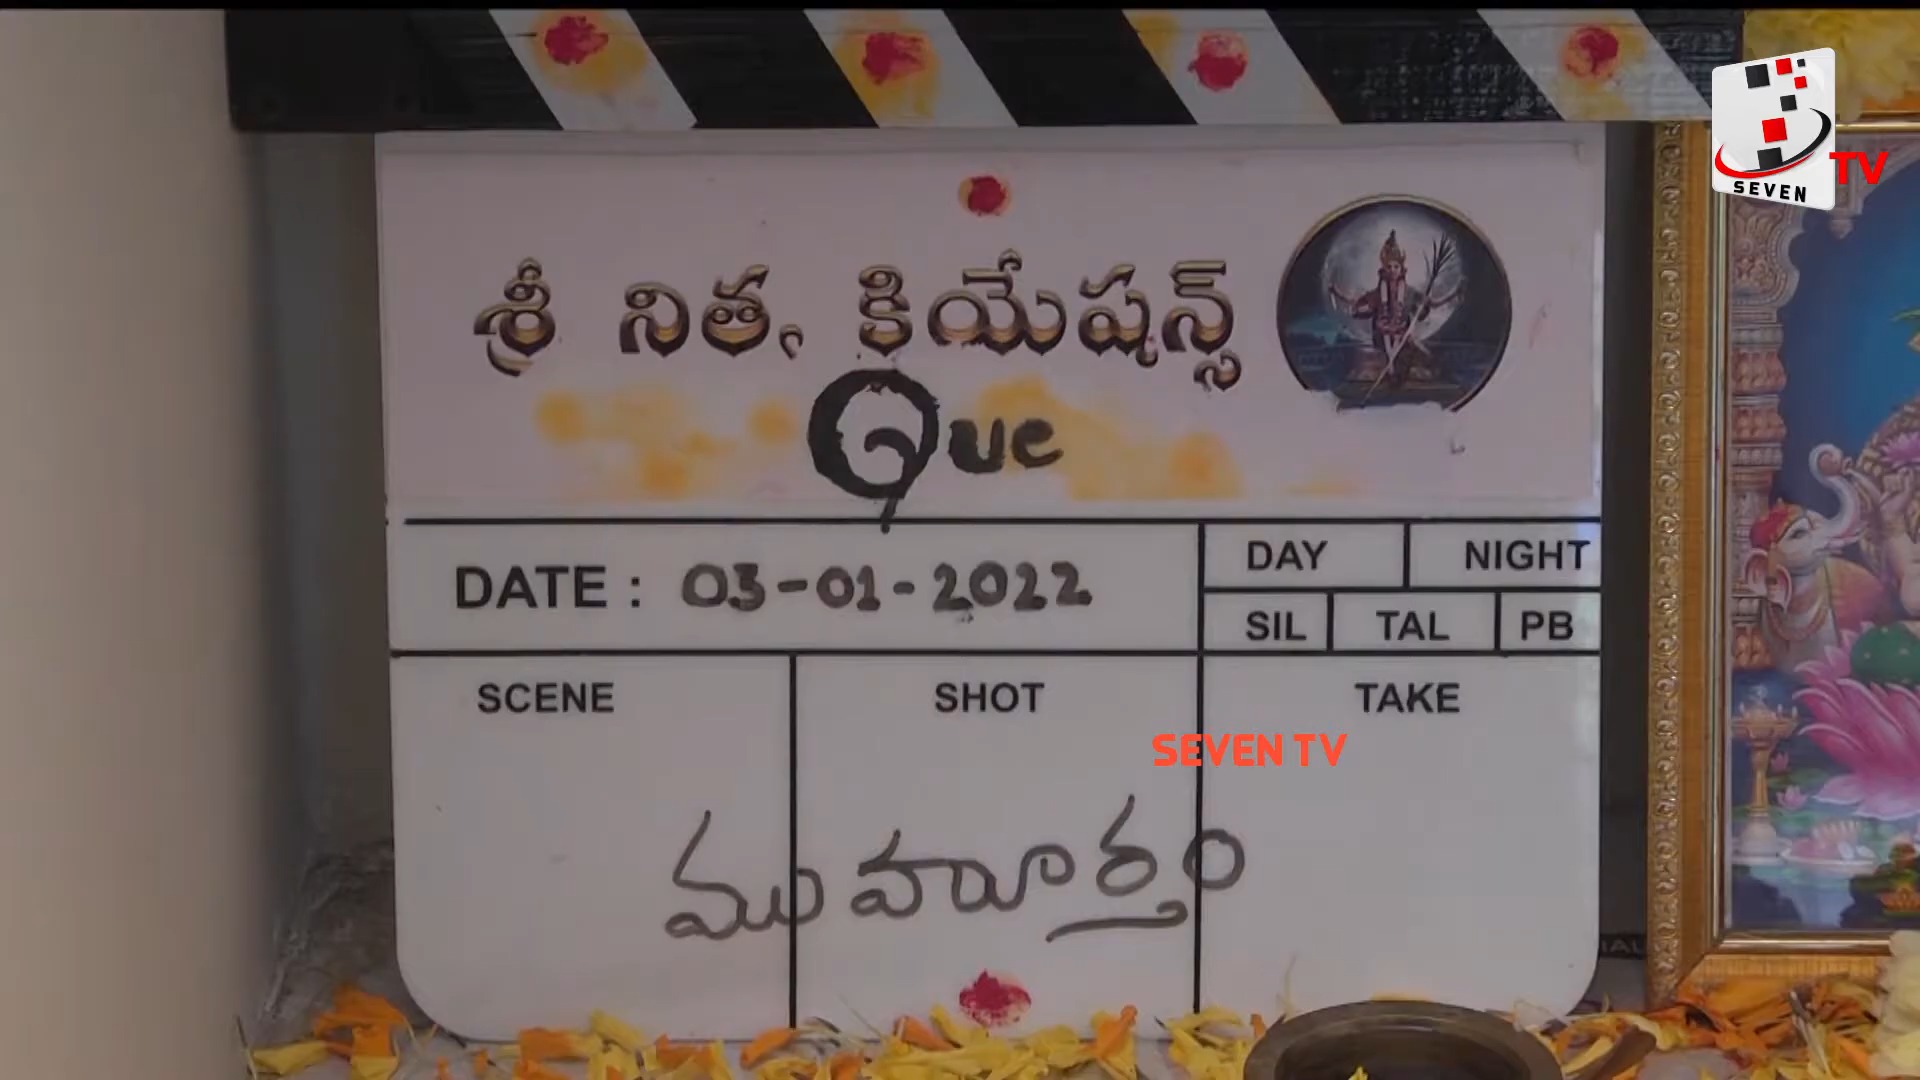 SEVEN TV
శ్రీ నిత్య క్రియేషన్స్
Que
DATE : 03-01-2022
DAY NIGHT
SIL TAL PB
SCENE SHOT TAKE
SEVEN TV
ముహూర్తం